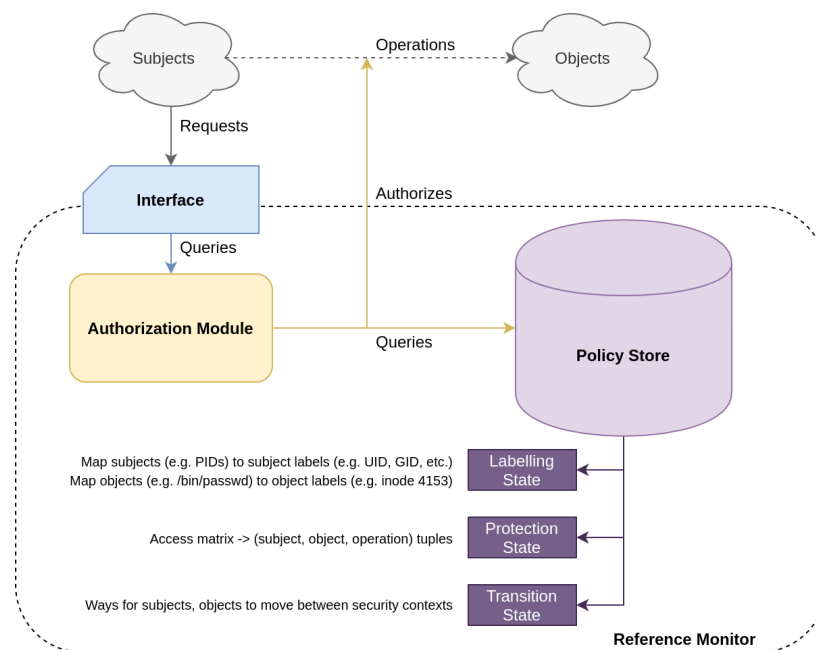 Subjects
Operations
Objects
Requests
Interface
Authorizes
Queries
Authorization Module
Queries
Policy Store
Map subjects (e.g. PIDs) to subject labels (e.g. UID, GID, etc.)
Map objects (e.g. /bin/passwd) to object labels (e.g. inode 4153)
Labelling
State
Access matrix -> (subject, object, operation) tuples
Protection
State
Ways for subjects, objects to move between security contexts
Transition
State
Reference Monitor